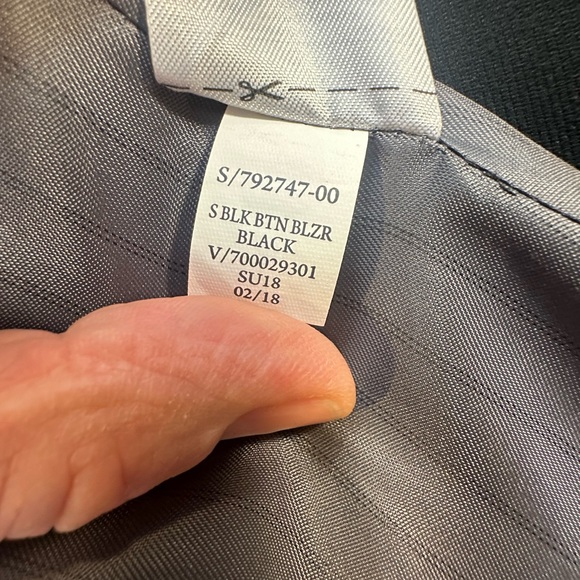 S/792747-00
S BLK BTN BLZR
BLACK
V/700029301
SU18
02/18